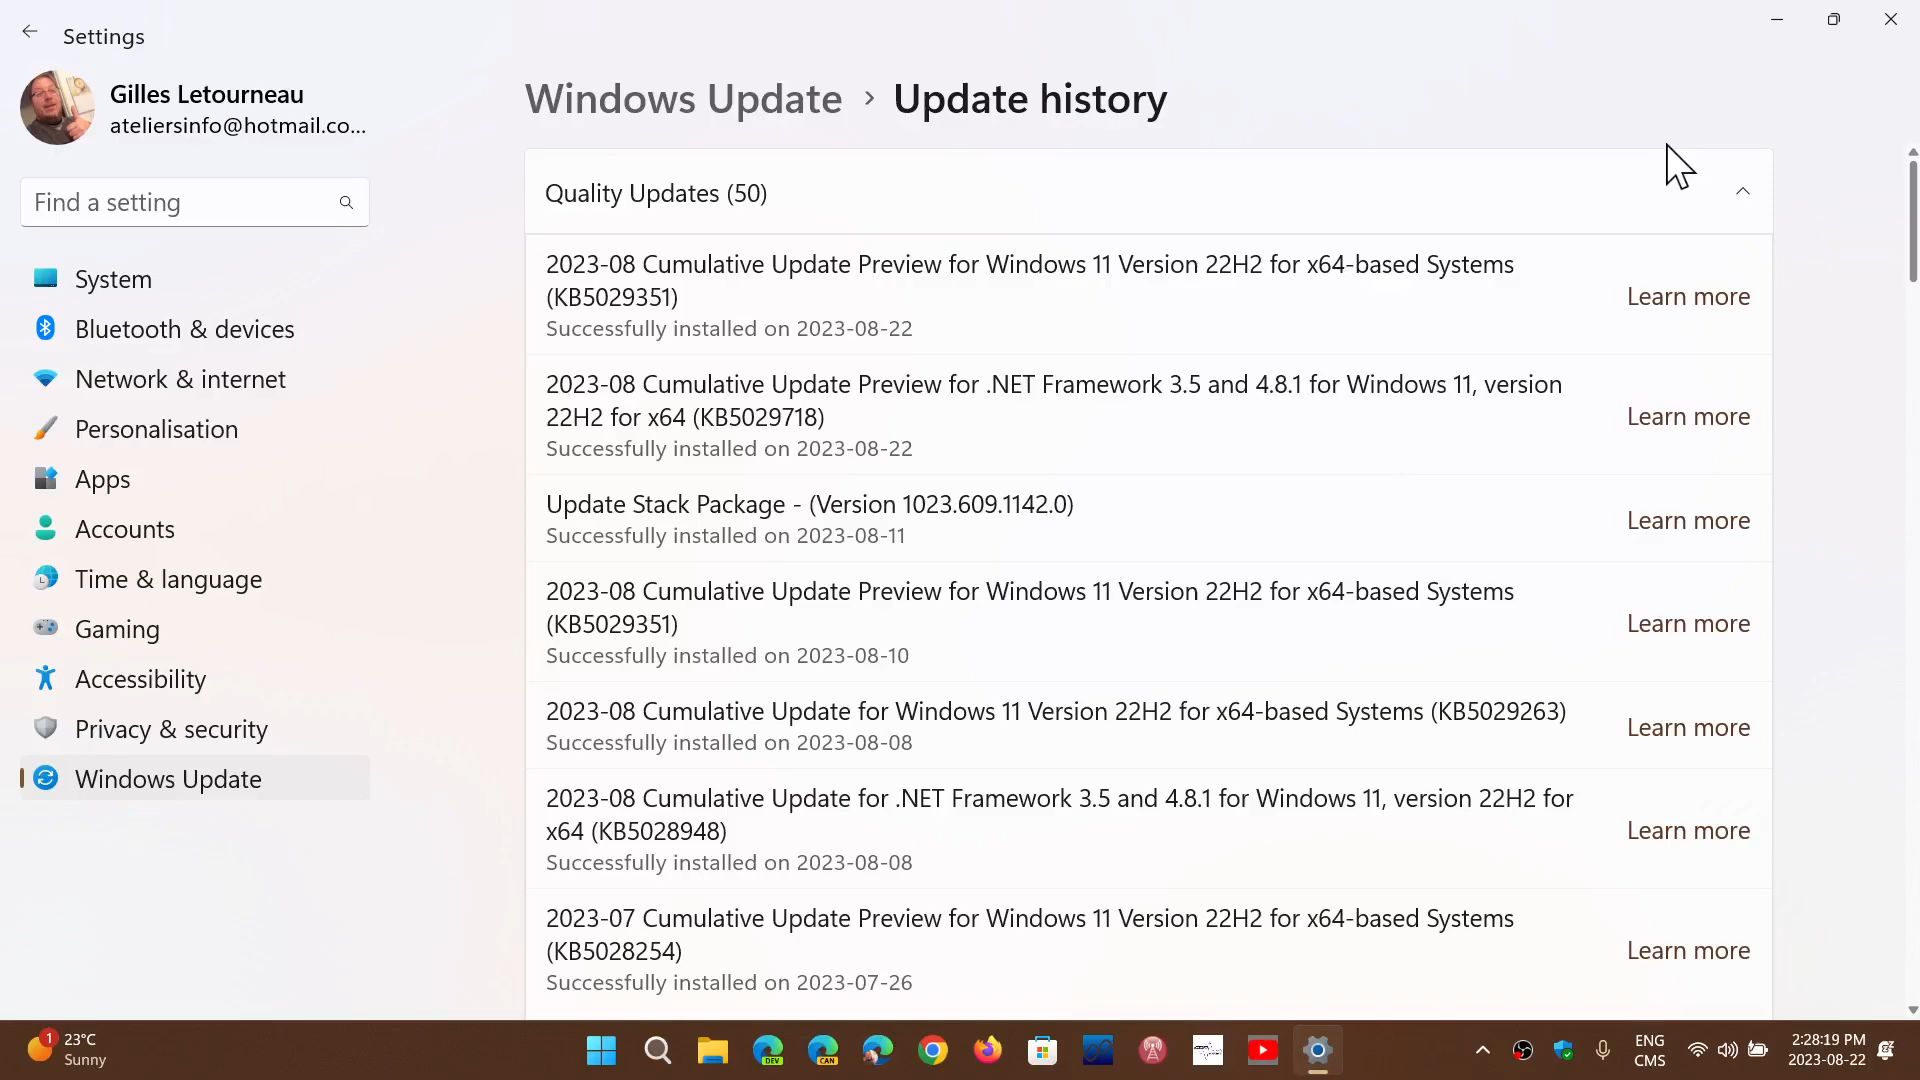 Settings
Gilles Letourneau
ateliersinfo@hotmail.co...
Find a setting
System
Bluetooth & devices
Network & internet
Personalisation
Apps
Accounts
Time & language
Gaming
Accessibility
Privacy & security
Windows Update
Windows Update › Update history
Quality Updates (50)
2023-08 Cumulative Update Preview for Windows 11 Version 22H2 for x64-based Systems
(KB5029351)
Successfully installed on 2023-08-22
Learn more
2023-08 Cumulative Update Preview for .NET Framework 3.5 and 4.8.1 for Windows 11, version
22H2 for x64 (KB5029718)
Successfully installed on 2023-08-22
Learn more
Update Stack Package - (Version 1023.609.1142.0)
Successfully installed on 2023-08-11
Learn more
2023-08 Cumulative Update Preview for Windows 11 Version 22H2 for x64-based Systems
(KB5029351)
Successfully installed on 2023-08-10
Learn more
2023-08 Cumulative Update for Windows 11 Version 22H2 for x64-based Systems (KB5029263)
Successfully installed on 2023-08-08
Learn more
2023-08 Cumulative Update for .NET Framework 3.5 and 4.8.1 for Windows 11, version 22H2 for
x64 (KB5028948)
Successfully installed on 2023-08-08
Learn more
2023-07 Cumulative Update Preview for Windows 11 Version 22H2 for x64-based Systems
(KB5028254)
Successfully installed on 2023-07-26
Learn more
1
23°C
Sunny
DEV
CAN
ENG
CMS
2:28:19 PM
2023-08-22